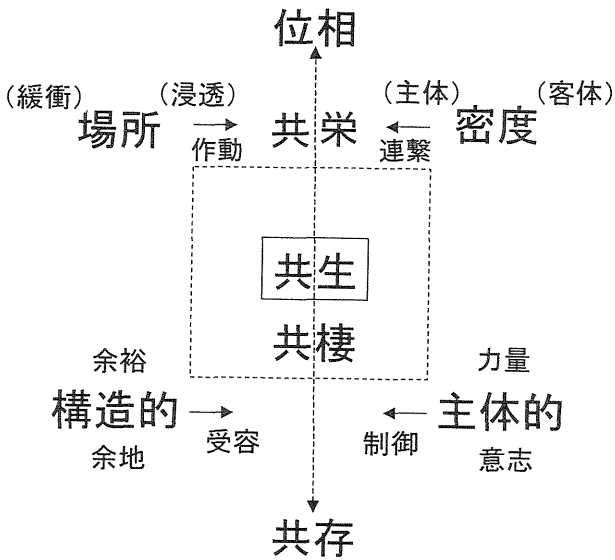 位相
（緩衝） （浸透） （主体） （客体）
場所 共栄 密度
作動 連繫
共生
共棲
余裕 力量
構造的 主体的
受容 制御
余地 意志
共存